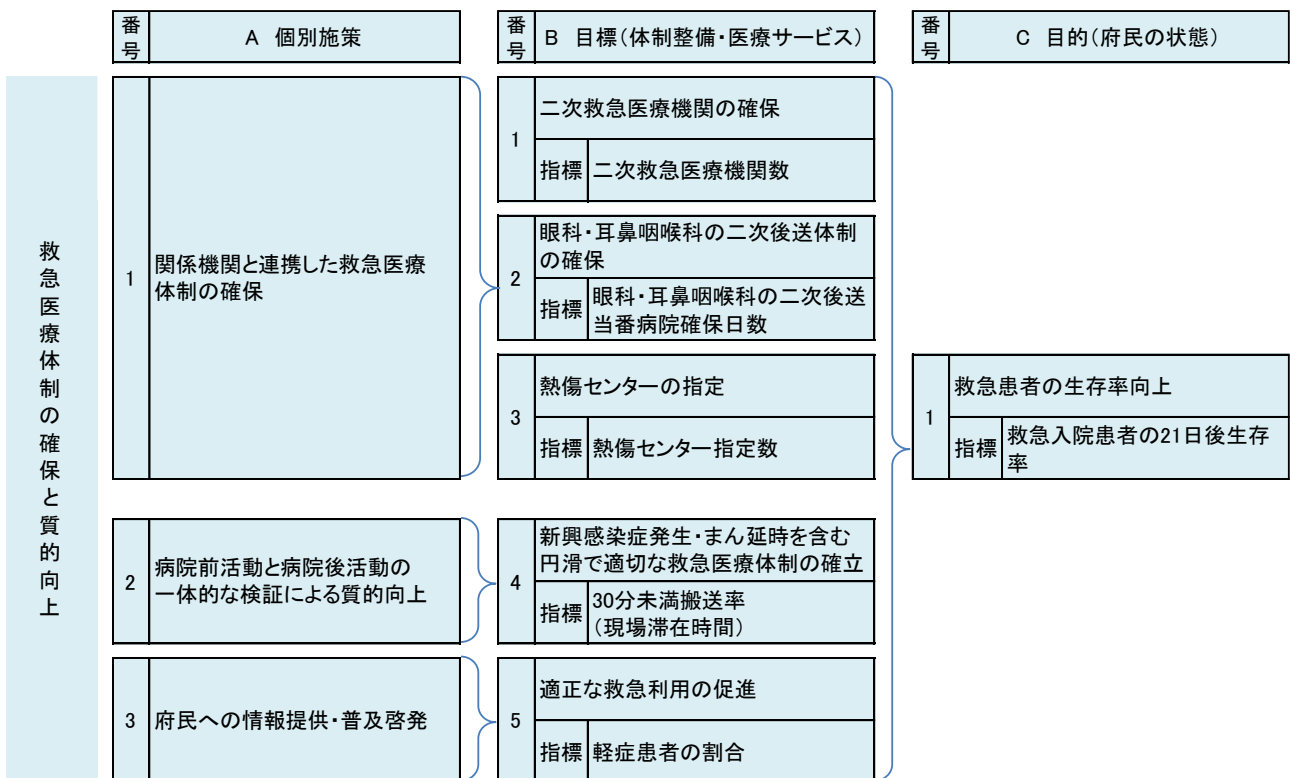 番号
A 個別施策
番号
B 目標(体制整備・医療サービス)
番号
C 目的(府民の状態)
救急医療体制の確保と質的向上
1
関係機関と連携した救急医療
体制の確保
1
二次救急医療機関の確保
指標
二次救急医療機関数
2
眼科・耳鼻咽喉科の二次後送体制
の確保
指標
眼科・耳鼻咽喉科の二次後送
当番病院確保日数
3
熱傷センターの指定
指標
熱傷センター指定数
1
救急患者の生存率向上
指標
救急入院患者の21日後生存
率
2
病院前活動と病院後活動の
一体的な検証による質的向上
4
新興感染症発生・まん延時を含む
円滑で適切な救急医療体制の確立
指標
30分未満搬送率
(現場滞在時間)
3
府民への情報提供・普及啓発
5
適正な救急利用の促進
指標
軽症患者の割合